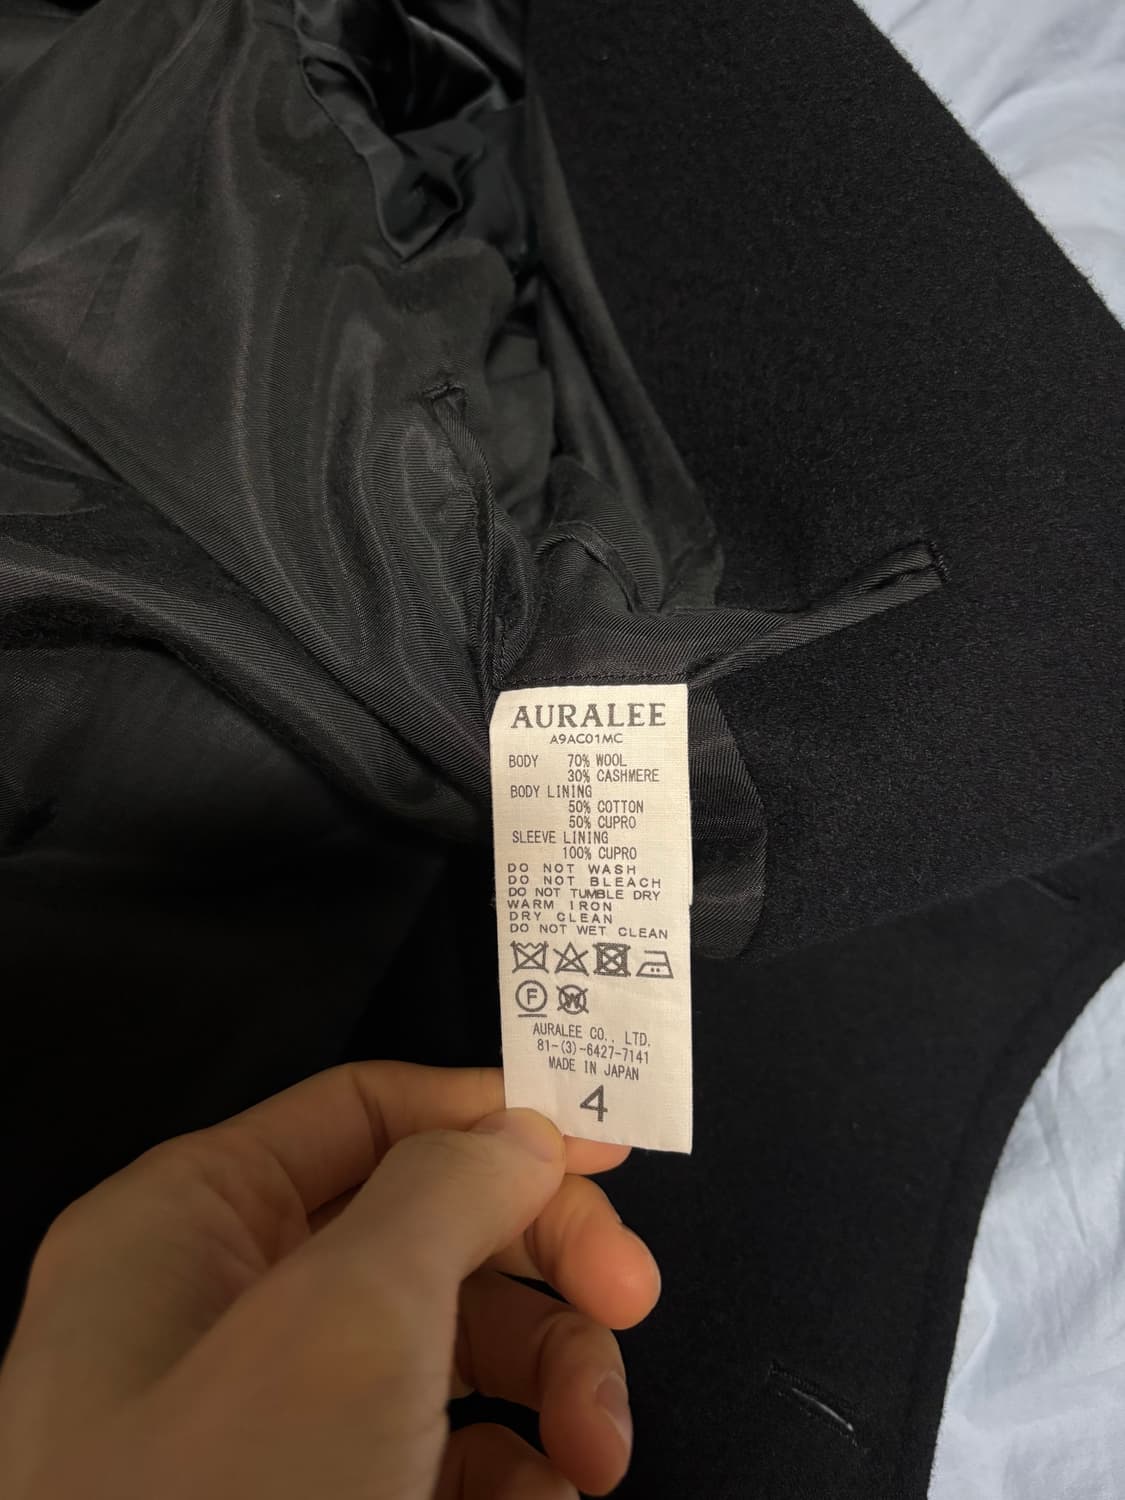 AURALEE
A9AC01MC
BODY 70% WOOL
30% CASHMERE
BODY LINING
50% COTTON
50% CUPRO
SLEEVE LINING
100% CUPRO
DO NOT WASH
DO NOT BLEACH
DO NOT TUMBLE DRY
WARM IRON
DRY CLEAN
DO NOT WET CLEAN
F W
AURALEE CO., LTD.
81-(3)-6427-7141
MADE IN JAPAN
4